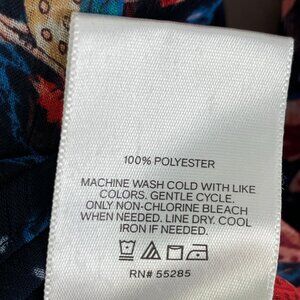 100% POLYESTER
MACHINE WASH COLD WITH LIKE
COLORS. GENTLE CYCLE.
ONLY NON-CHLORINE BLEACH
WHEN NEEDED. LINE DRY. COOL
IRON IF NEEDED.
RN# 55285